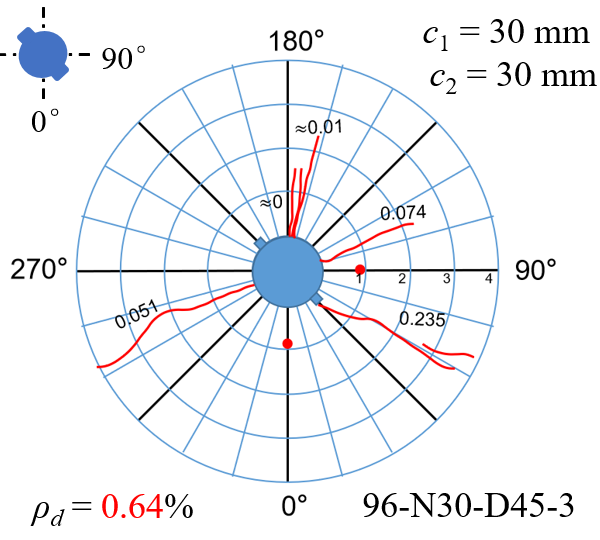 c1 = 30 mm
c2 = 30 mm
90°
0°
180°
≈0.01
≈0
0.074
270°
1 2 3 4
90°
0.051
0.235
ρd = 0.64%
0°
96-N30-D45-3